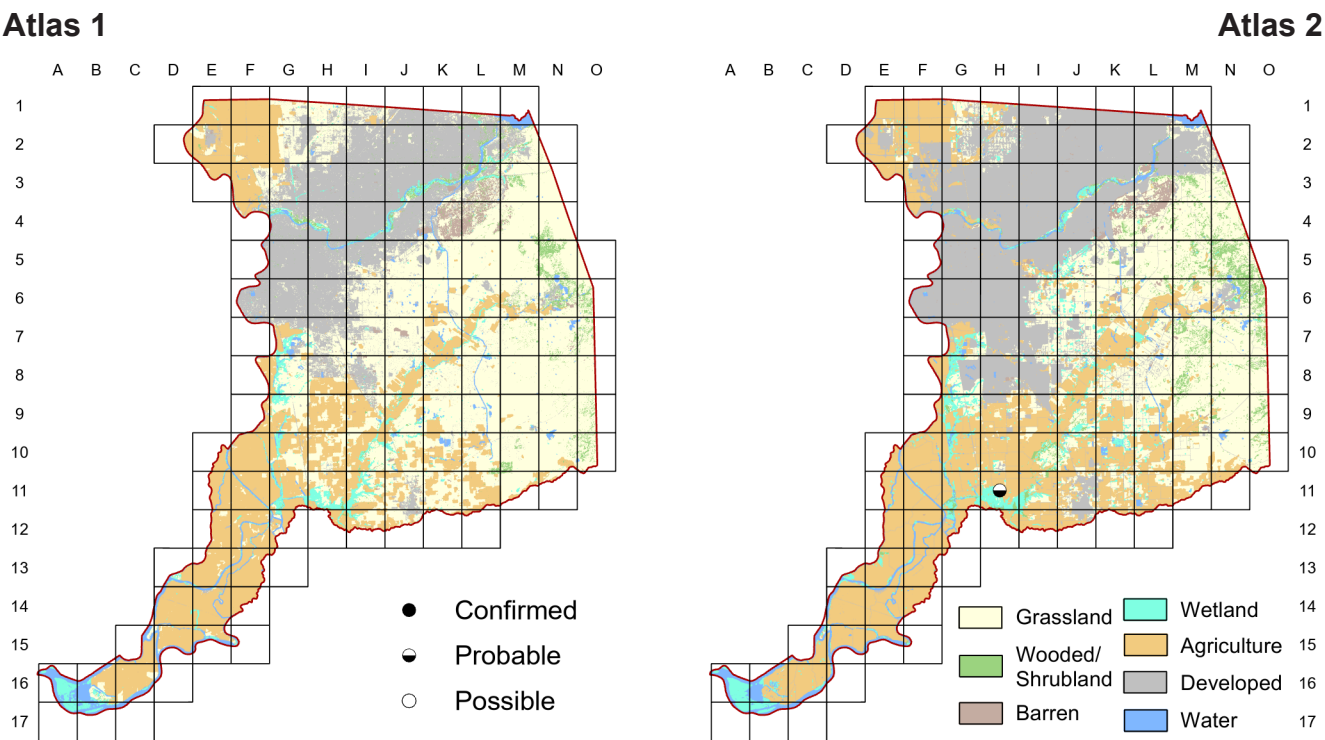 Atlas 1
Atlas 2
A B C D E F G H I J K L M N O
A B C D E F G H I J K L M N O
1
2
3
4
5
6
7
8
9
10
11
12
13
14
15
16
17
1
2
3
4
5
6
7
8
9
10
11
12
13
14
15
16
17
Confirmed
Probable
Possible
Grassland
Wooded/
Shrubland
Barren
Wetland
Agriculture
Developed
Water